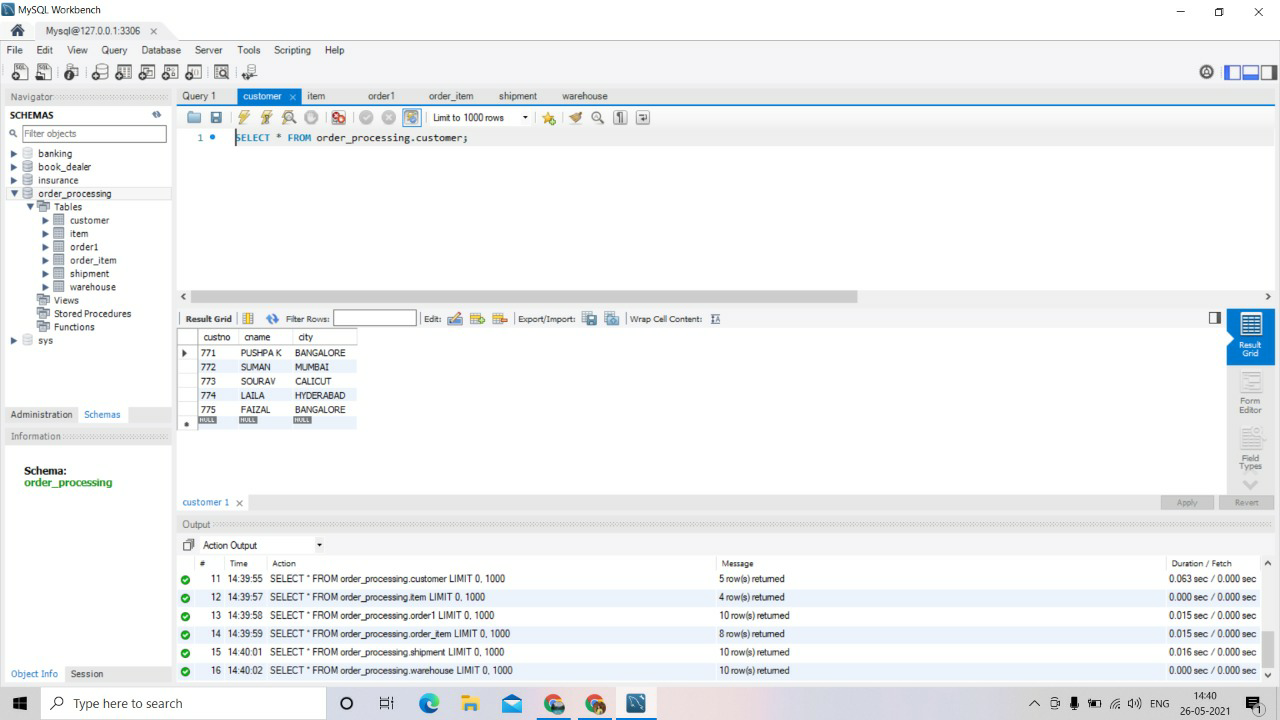 MySQL Workbench
Mysql@127.0.0.1:3306
File Edit View Query Database Server Tools Scripting Help
Navigator
SCHEMAS
Filter objects
banking
book_dealer
insurance
order_processing
Tables
customer
item
order1
order_item
shipment
warehouse
Views
Stored Procedures
Functions
sys
Administration Schemas
Information
Schema:
order_processing
Object Info Session
Query 1 customer item order1 order_item shipment warehouse
Limit to 1000 rows
1 SELECT * FROM order_processing.customer;
Result Grid Filter Rows: Edit: Export/Import: Wrap Cell Content:
custno cname city
771 PUSHPA K BANGALORE
772 SUMAN MUMBAI
773 SOURAV CALICUT
774 LAILA HYDERABAD
775 FAIZAL BANGALORE
NULL NULL NULL
Result
Grid
Form
Editor
Field
Types
customer 1
Apply Revert
Output
Action Output
# Time Action Message Duration / Fetch
11 14:39:55 SELECT * FROM order_processing.customer LIMIT 0, 1000 5 row(s) returned 0.063 sec / 0.000 sec
12 14:39:57 SELECT * FROM order_processing.item LIMIT 0, 1000 4 row(s) returned 0.000 sec / 0.000 sec
13 14:39:58 SELECT * FROM order_processing.order1 LIMIT 0, 1000 10 row(s) returned 0.015 sec / 0.000 sec
14 14:39:59 SELECT * FROM order_processing.order_item LIMIT 0, 1000 8 row(s) returned 0.015 sec / 0.000 sec
15 14:40:01 SELECT * FROM order_processing.shipment LIMIT 0, 1000 10 row(s) returned 0.016 sec / 0.000 sec
16 14:40:02 SELECT * FROM order_processing.warehouse LIMIT 0, 1000 10 row(s) returned 0.000 sec / 0.000 sec
Type here to search
ENG
14:40
26-05-2021
1